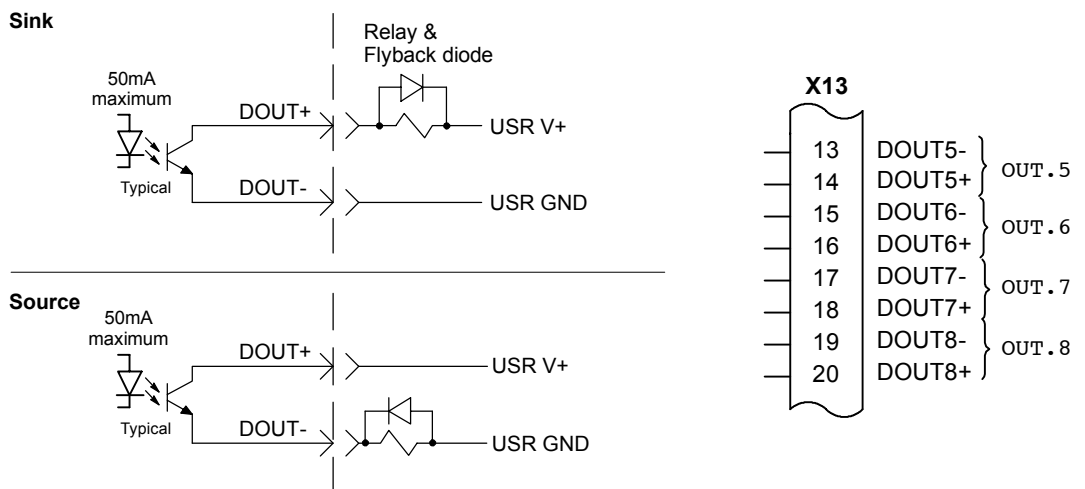 Sink
Relay &
Flyback diode
50mA
maximum
DOUT+
USR V+
Typical
DOUT-
USR GND
Source
50mA
maximum
DOUT+
USR V+
Typical
DOUT-
USR GND
X13
13 DOUT5-
14 DOUT5+
OUT.5
15 DOUT6-
16 DOUT6+
OUT.6
17 DOUT7-
18 DOUT7+
OUT.7
19 DOUT8-
20 DOUT8+
OUT.8